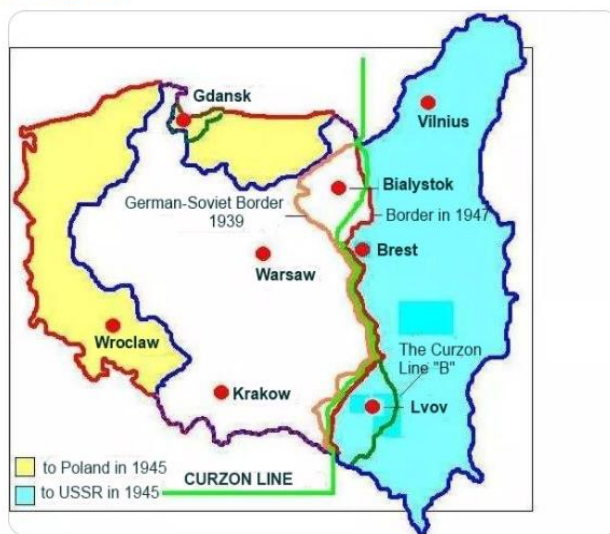 Gdansk
Vilnius
Bialystok
German-Soviet Border
1939
Border in 1947
Brest
Warsaw
Wroclaw
The Curzon
Line "B"
Krakow
Lvov
to Poland in 1945
to USSR in 1945
CURZON LINE